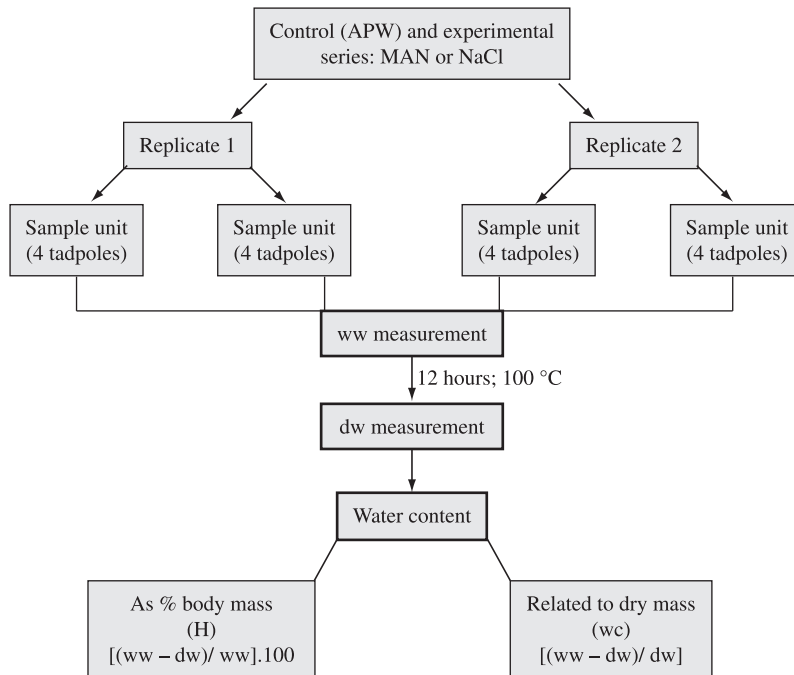 Control (APW) and experimental
series: MAN or NaCl
Replicate 1
Replicate 2
Sample unit
(4 tadpoles)
Sample unit
(4 tadpoles)
Sample unit
(4 tadpoles)
Sample unit
(4 tadpoles)
ww measurement
12 hours; 100 °C
dw measurement
Water content
As % body mass
(H)
[(ww – dw)/ ww].100
Related to dry mass
(wc)
[(ww – dw)/ dw]